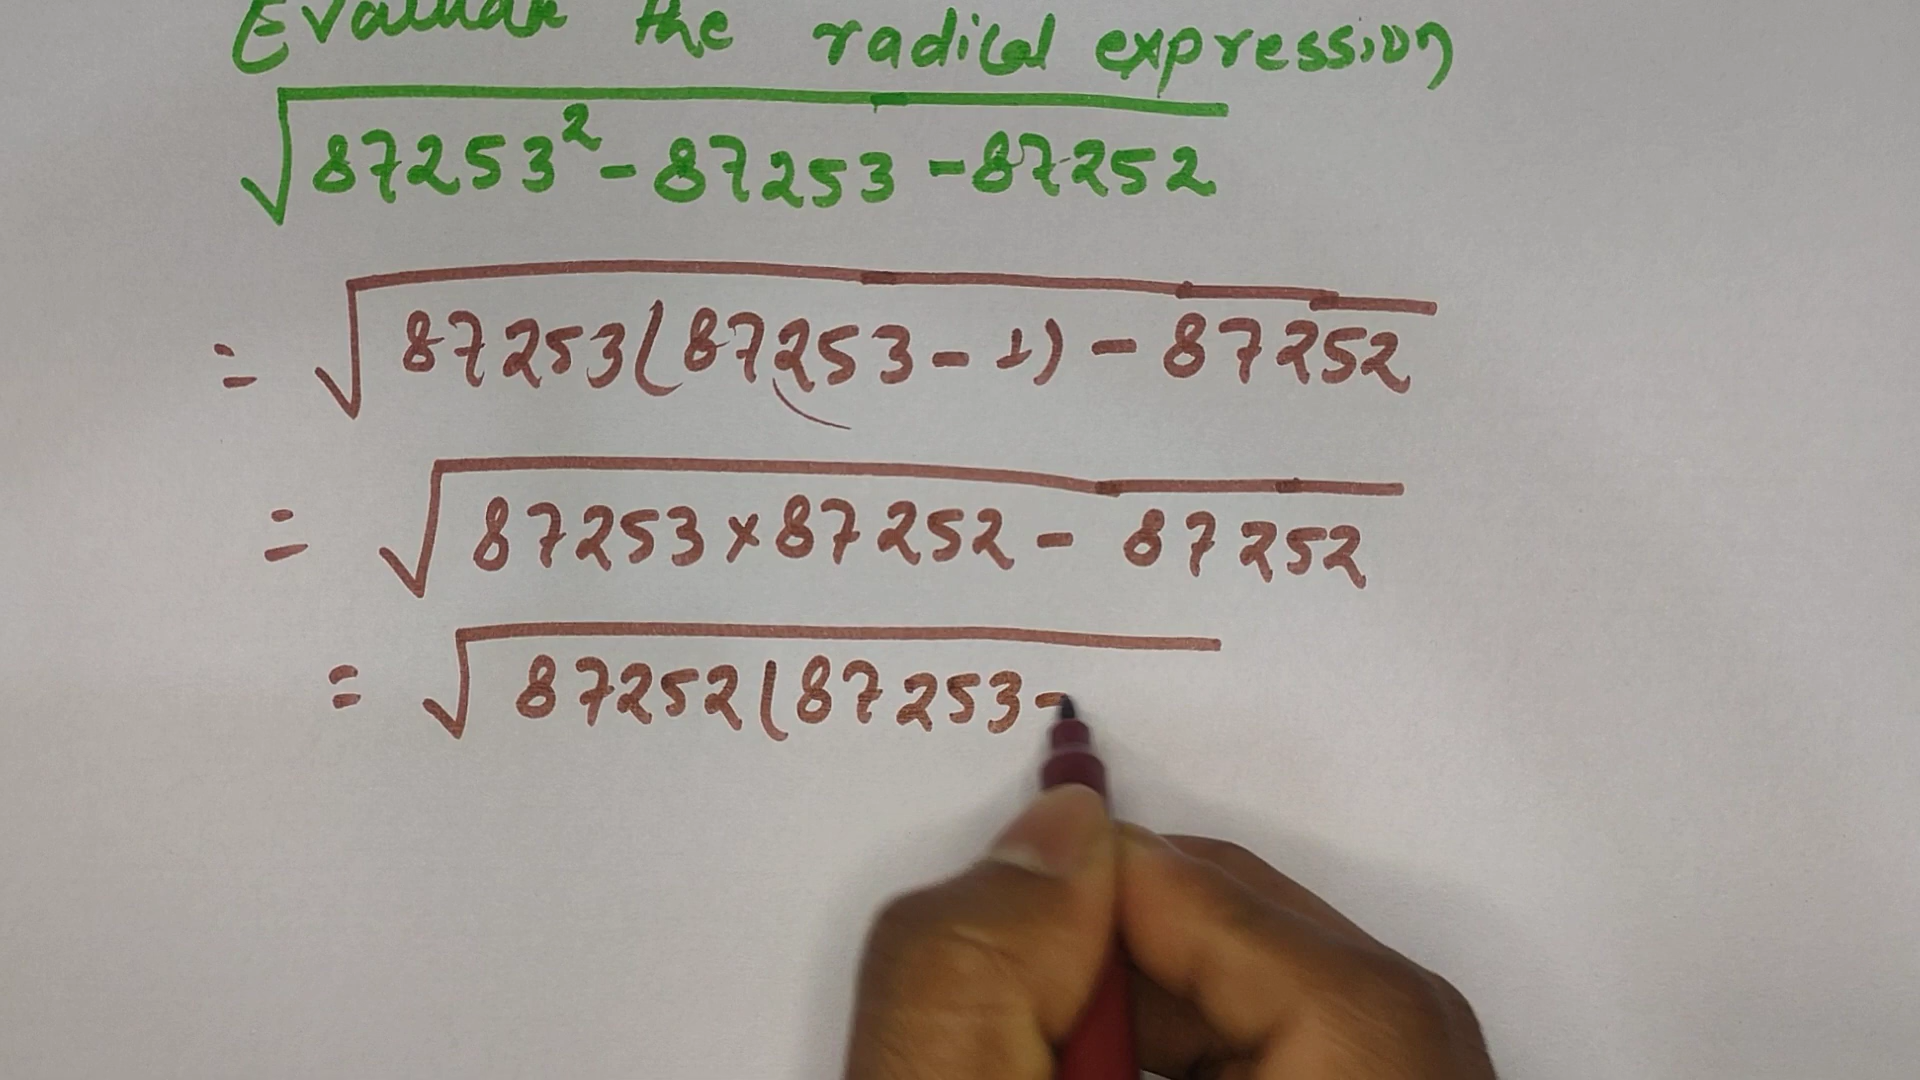 Evaluate the radical expression
√87253² - 87253 - 87252
= √87253(87253 - 1) - 87252
= √87253 × 87252 - 87252
= √87252(87253 -